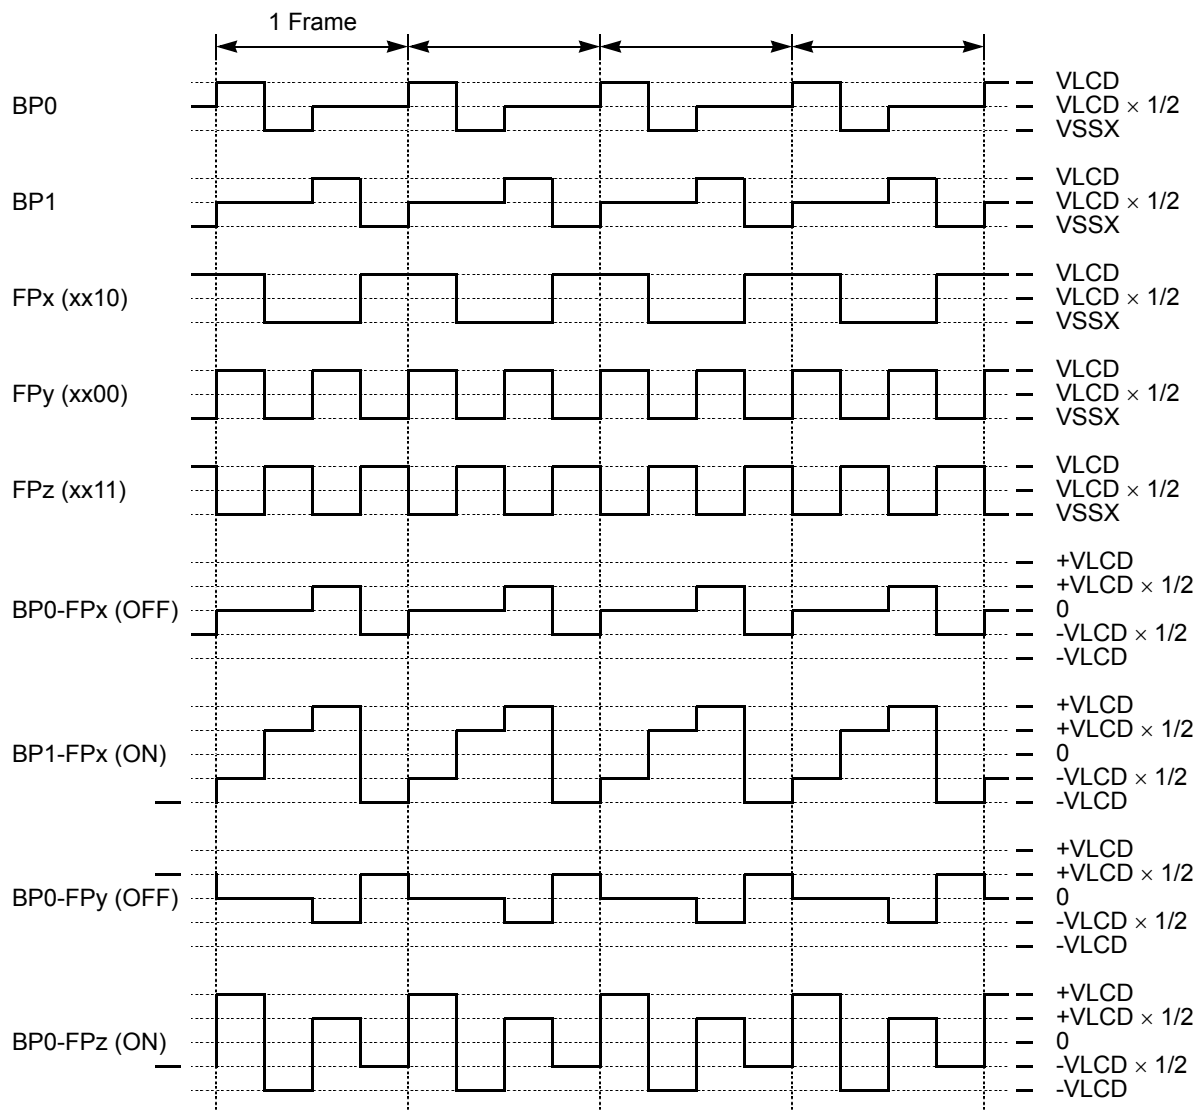 1 Frame
BP0
VLCD
VLCD × 1/2
VSSX
BP1
VLCD
VLCD × 1/2
VSSX
FPx (xx10)
VLCD
VLCD × 1/2
VSSX
FPy (xx00)
VLCD
VLCD × 1/2
VSSX
FPz (xx11)
VLCD
VLCD × 1/2
VSSX
BP0-FPx (OFF)
+VLCD
+VLCD × 1/2
0
-VLCD × 1/2
-VLCD
BP1-FPx (ON)
+VLCD
+VLCD × 1/2
0
-VLCD × 1/2
-VLCD
BP0-FPy (OFF)
+VLCD
+VLCD × 1/2
0
-VLCD × 1/2
-VLCD
BP0-FPz (ON)
+VLCD
+VLCD × 1/2
0
-VLCD × 1/2
-VLCD